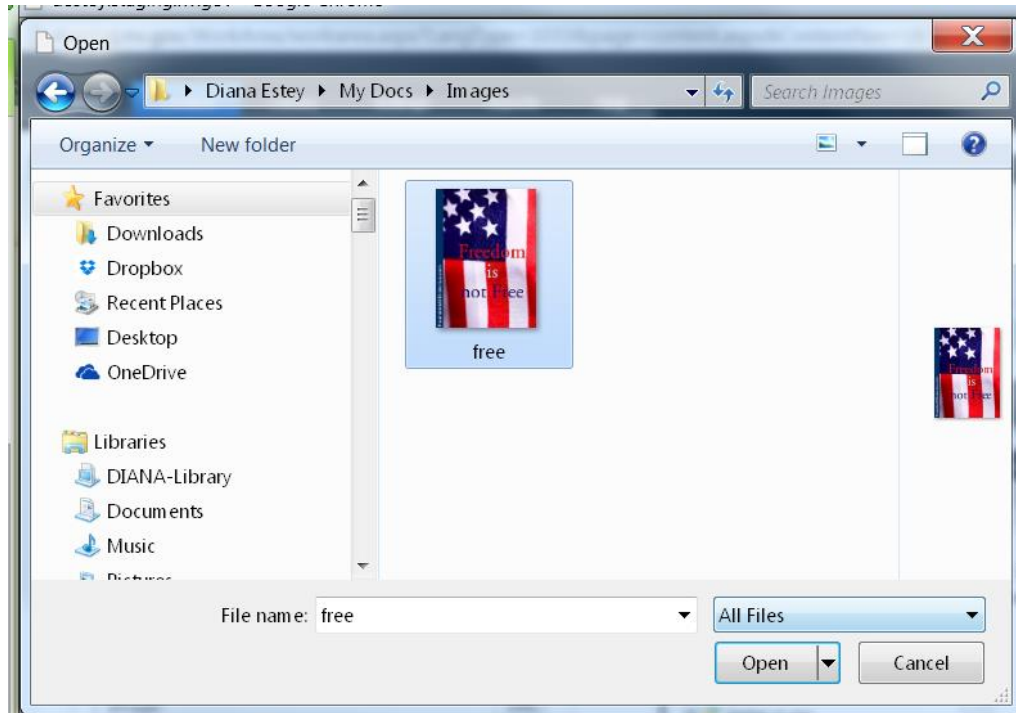 Open
Diana Estey My Docs Images
Search Images
Organize New folder
Favorites
Downloads
Dropbox
Recent Places
Desktop
OneDrive
Libraries
DIANA-Library
Documents
Music
Pictures
Freedom
is
not Free
free
Freedom
is
not Free
File name: free
All Files
Open Cancel